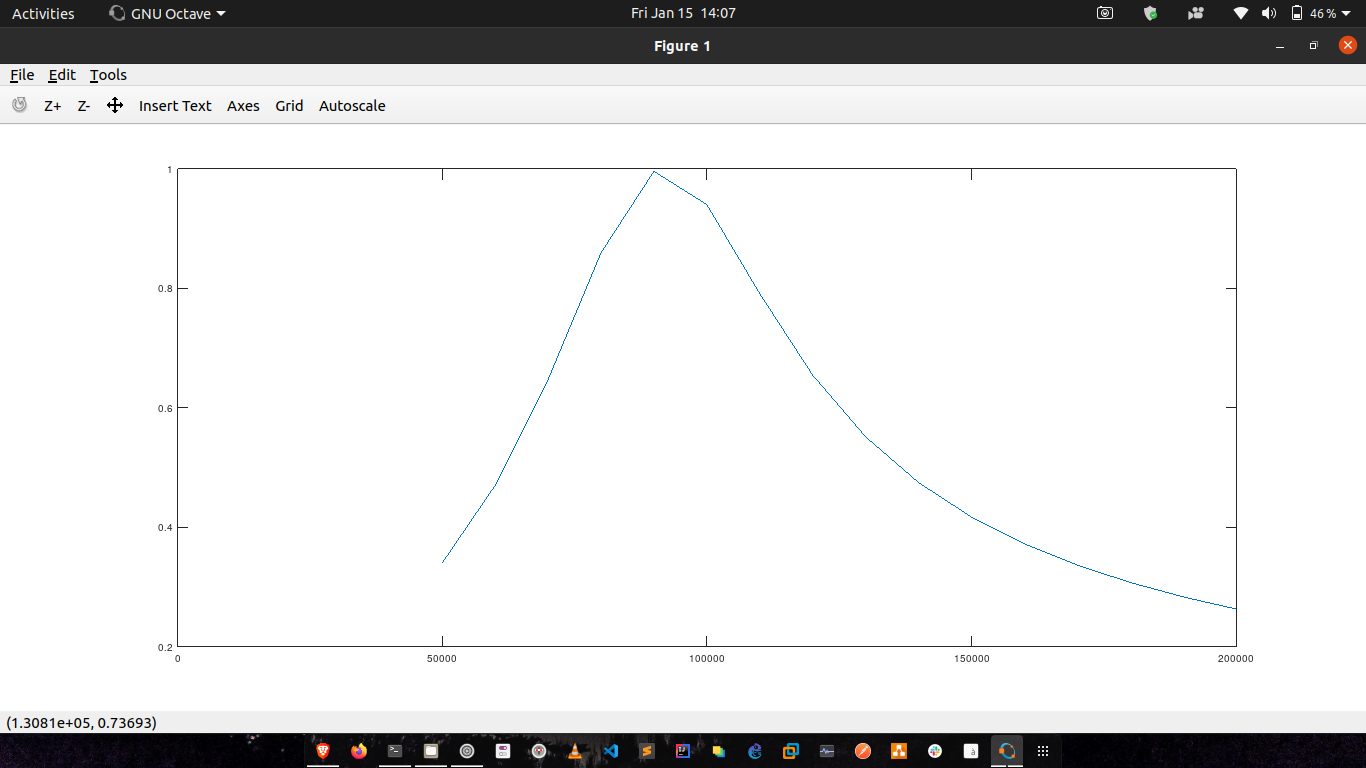 Activities GNU Octave Fri Jan 15 14:07 46 %
Figure 1
File Edit Tools
Z+ Z- Insert Text Axes Grid Autoscale
1
0.8
0.6
0.4
0.2
0 50000 100000 150000 200000
(1.3081e+05, 0.73693)